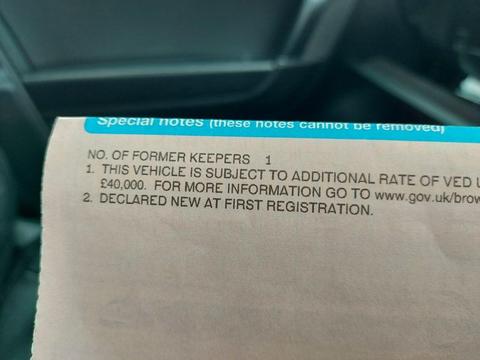 Special notes (these notes cannot be removed)
NO. OF FORMER KEEPERS 1
1. THIS VEHICLE IS SUBJECT TO ADDITIONAL RATE OF VED
£40,000. FOR MORE INFORMATION GO TO www.gov.uk/brow
2. DECLARED NEW AT FIRST REGISTRATION.